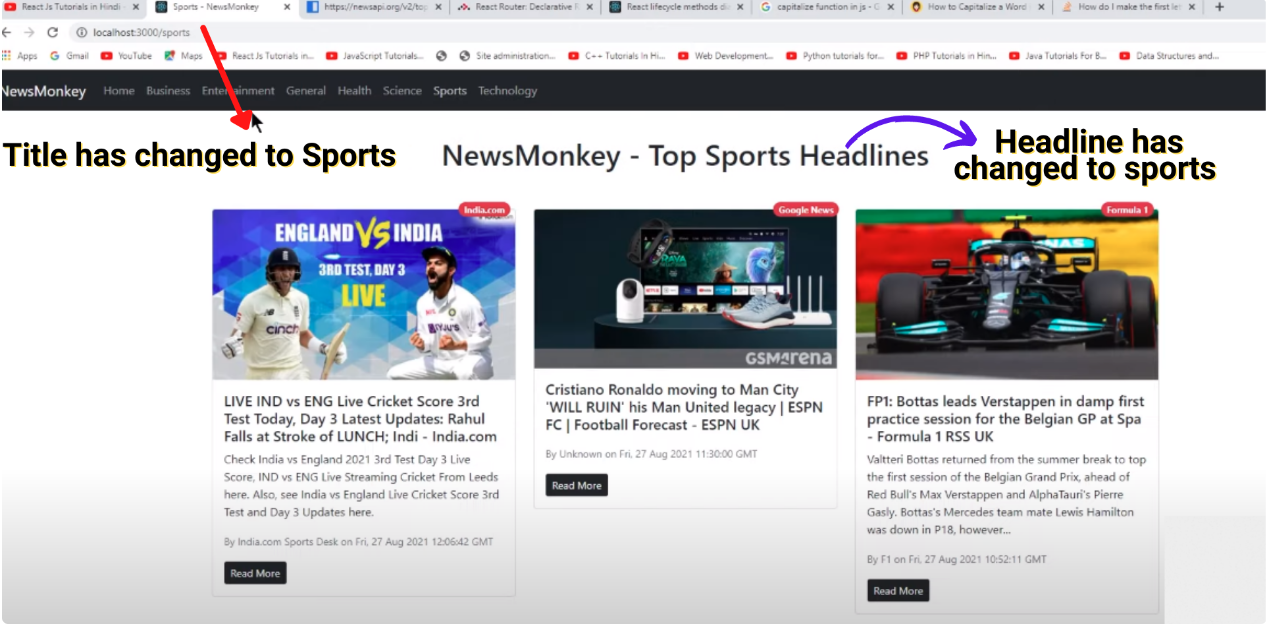 React Js Tutorials in Hindi -
Sports - NewsMonkey
https://newsapi.org/v2/top
React Router: Declarative R
React lifecycle methods di
capitalize function in js - G
How to Capitalize a Word
How do I make the first let
localhost:3000/sports
Apps
Gmail
YouTube
Maps
React Js Tutorials in...
JavaScript Tutorials...
Site administration...
C++ Tutorials In Hi...
Web Development...
Python tutorials for...
PHP Tutorials in Hin...
Java Tutorials For B...
Data Structures and...
NewsMonkey Home Business Entertainment General Health Science Sports Technology
Title has changed to Sports
NewsMonkey - Top Sports Headlines
Headline has
changed to sports
India.com
ENGLAND VS INDIA
3RD TEST, DAY 3
LIVE
cinch
BYJU'S
LIVE IND vs ENG Live Cricket Score 3rd
Test Today, Day 3 Latest Updates: Rahul
Falls at Stroke of LUNCH; Indi - India.com
Check India vs England 2021 3rd Test Day 3 Live
Score, IND vs ENG Live Streaming Cricket From Leeds
here. Also, see India vs England Live Cricket Score 3rd
Test and Day 3 Updates here.
By India.com Sports Desk on Fri, 27 Aug 2021 12:06:42 GMT
Read More
Google News
RAYA
GSMarena
Cristiano Ronaldo moving to Man City
'WILL RUIN' his Man United legacy | ESPN
FC | Football Forecast - ESPN UK
By Unknown on Fri, 27 Aug 2021 11:30:00 GMT
Read More
Formula 1
FP1: Bottas leads Verstappen in damp first
practice session for the Belgian GP at Spa
- Formula 1 RSS UK
Valtteri Bottas returned from the summer break to top
the first session of the Belgian Grand Prix, ahead of
Red Bull's Max Verstappen and AlphaTauri's Pierre
Gasly. Bottas's Mercedes team mate Lewis Hamilton
was down in P18, however...
By F1 on Fri, 27 Aug 2021 10:52:11 GMT
Read More